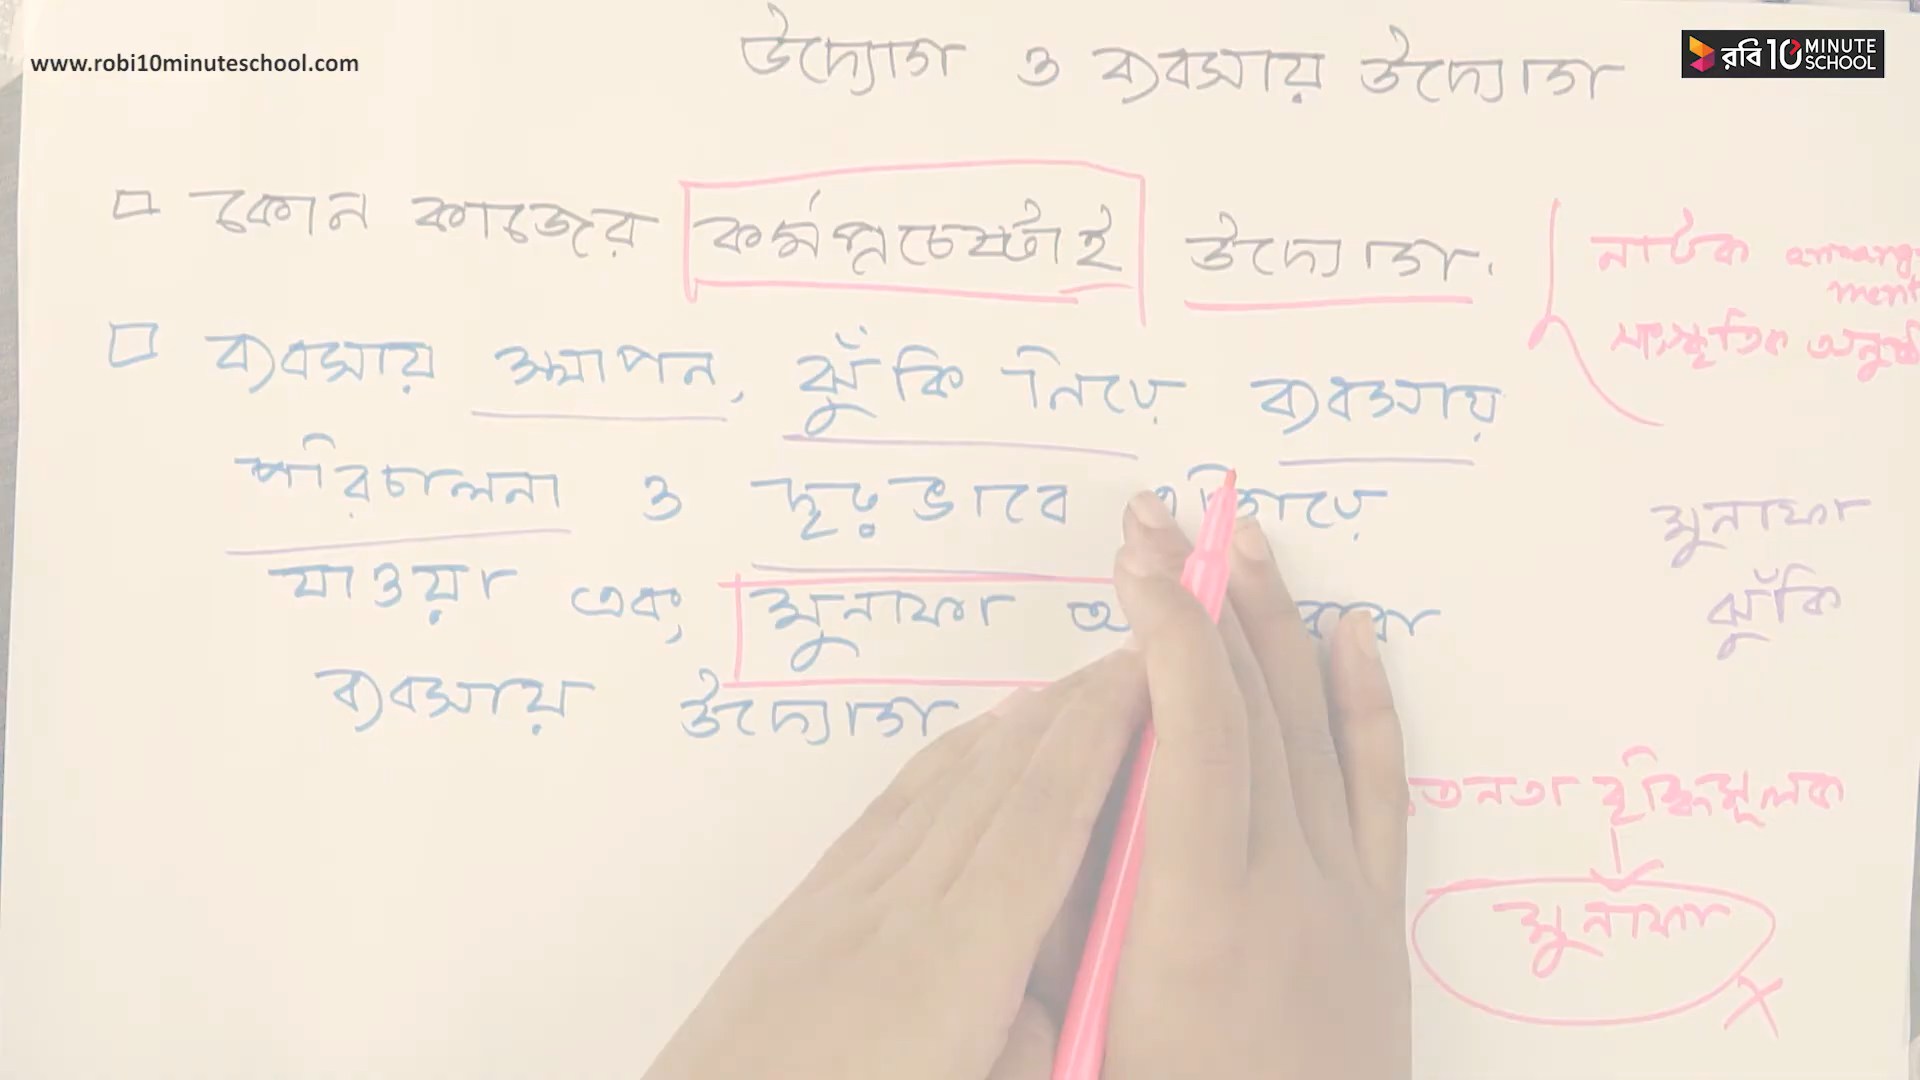 www.robi10minuteschool.com
রবি 10 MINUTE SCHOOL
উদ্যোগ ও ব্যবসায় উদ্যোগ
কোন কাজের কর্মপ্রচেষ্টাই উদ্যোগ.
নাটক
সাংস্কৃতিক
ব্যবসায় স্থাপন, ঝুঁকি নিয়ে ব্যবসায়
পরিচালনা ও দৃঢ়ভাবে
যাওয়া এবং মুনাফা
ব্যবসায় উদ্যোগ
মুনাফা
ঝুঁকি
বৃদ্ধিমূলক
মুনাফা
X